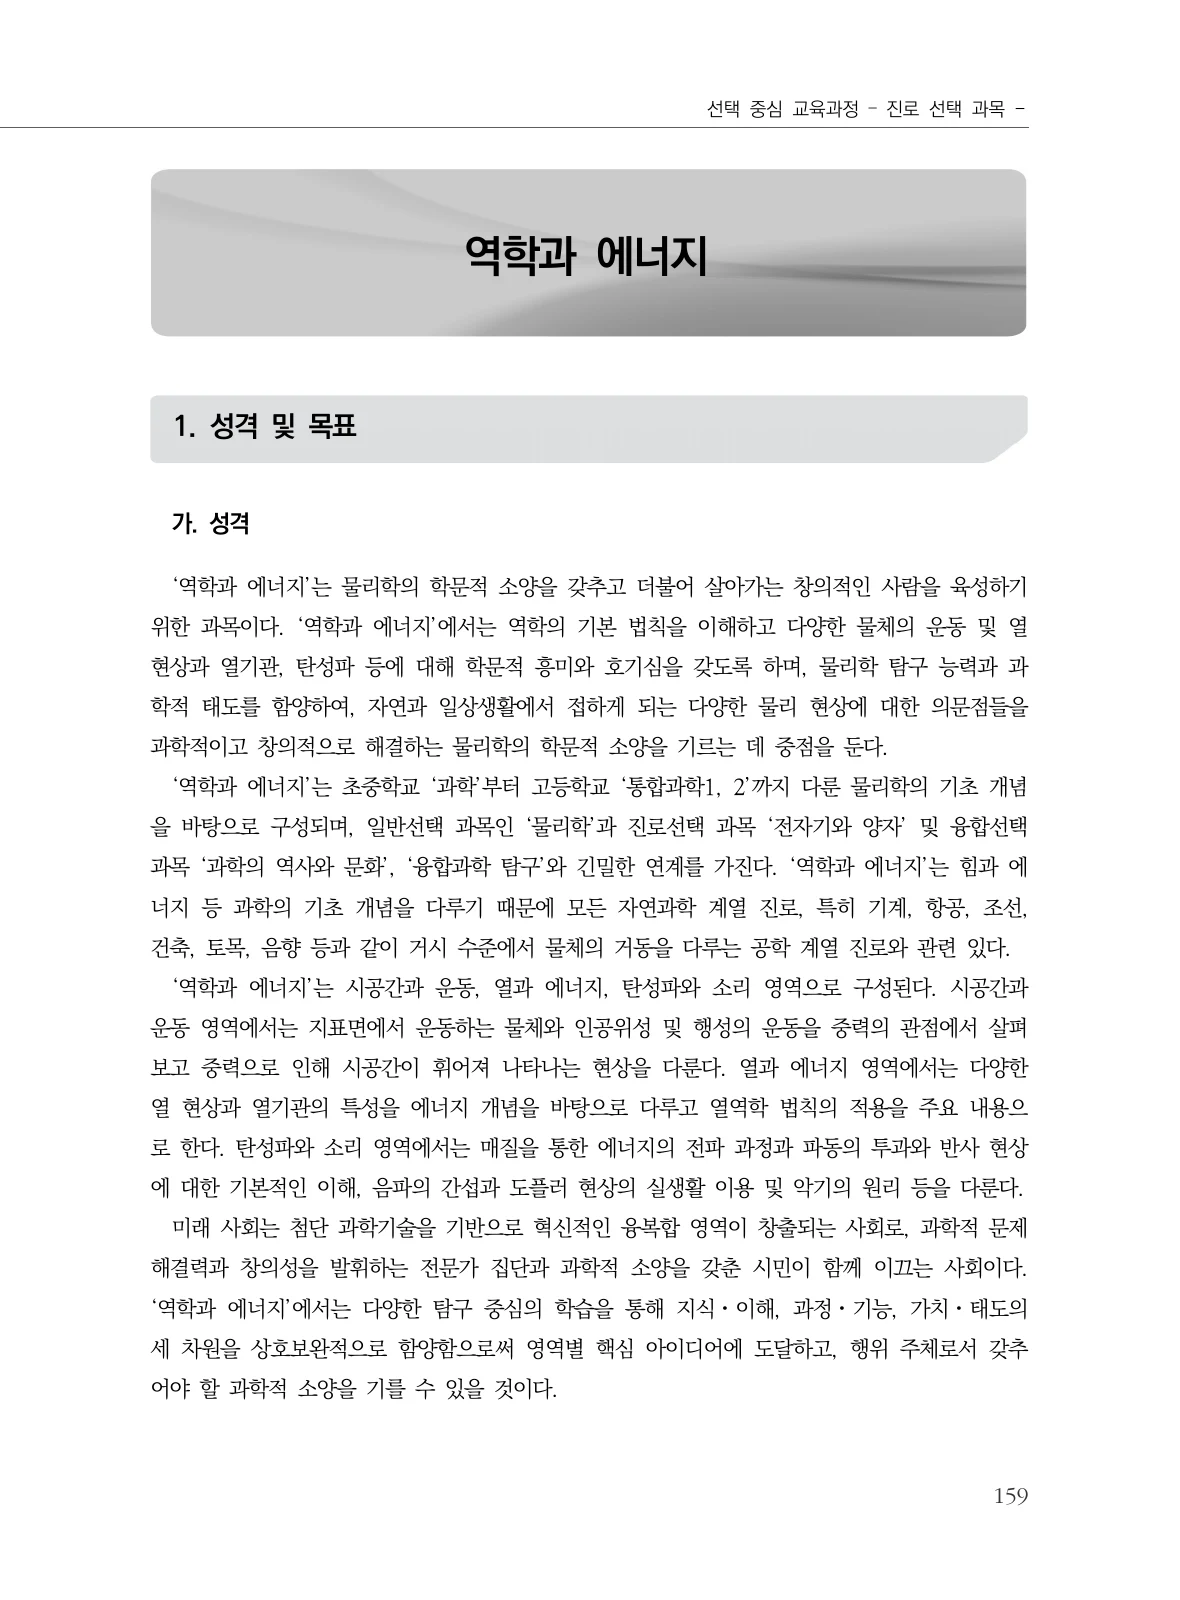 선택 중심 교육과정 - 진로 선택 과목 -
역학과 에너지
1. 성격 및 목표
가. 성격
‘역학과 에너지’는 물리학의 학문적 소양을 갖추고 더불어 살아가는 창의적인 사람을 육성하기
위한 과목이다. ‘역학과 에너지’에서는 역학의 기본 법칙을 이해하고 다양한 물체의 운동 및 열
현상과 열기관, 탄성파 등에 대해 학문적 흥미와 호기심을 갖도록 하며, 물리학 탐구 능력과 과
학적 태도를 함양하여, 자연과 일상생활에서 접하게 되는 다양한 물리 현상에 대한 의문점들을
과학적이고 창의적으로 해결하는 물리학의 학문적 소양을 기르는 데 중점을 둔다.
‘역학과 에너지’는 초중학교 ‘과학’부터 고등학교 ‘통합과학1, 2’까지 다룬 물리학의 기초 개념
을 바탕으로 구성되며, 일반선택 과목인 ‘물리학’과 진로선택 과목 ‘전자기와 양자’ 및 융합선택
과목 ‘과학의 역사와 문화’, ‘융합과학 탐구’와 긴밀한 연계를 가진다. ‘역학과 에너지’는 힘과 에
너지 등 과학의 기초 개념을 다루기 때문에 모든 자연과학 계열 진로, 특히 기계, 항공, 조선,
건축, 토목, 음향 등과 같이 거시 수준에서 물체의 거동을 다루는 공학 계열 진로와 관련 있다.
‘역학과 에너지’는 시공간과 운동, 열과 에너지, 탄성파와 소리 영역으로 구성된다. 시공간과
운동 영역에서는 지표면에서 운동하는 물체와 인공위성 및 행성의 운동을 중력의 관점에서 살펴
보고 중력으로 인해 시공간이 휘어져 나타나는 현상을 다룬다. 열과 에너지 영역에서는 다양한
열 현상과 열기관의 특성을 에너지 개념을 바탕으로 다루고 열역학 법칙의 적용을 주요 내용으
로 한다. 탄성파와 소리 영역에서는 매질을 통한 에너지의 전파 과정과 파동의 투과와 반사 현상
에 대한 기본적인 이해, 음파의 간섭과 도플러 현상의 실생활 이용 및 악기의 원리 등을 다룬다.
미래 사회는 첨단 과학기술을 기반으로 혁신적인 융복합 영역이 창출되는 사회로, 과학적 문제
해결력과 창의성을 발휘하는 전문가 집단과 과학적 소양을 갖춘 시민이 함께 이끄는 사회이다.
‘역학과 에너지’에서는 다양한 탐구 중심의 학습을 통해 지식・이해, 과정・기능, 가치・태도의
세 차원을 상호보완적으로 함양함으로써 영역별 핵심 아이디어에 도달하고, 행위 주체로서 갖추
어야 할 과학적 소양을 기를 수 있을 것이다.
159